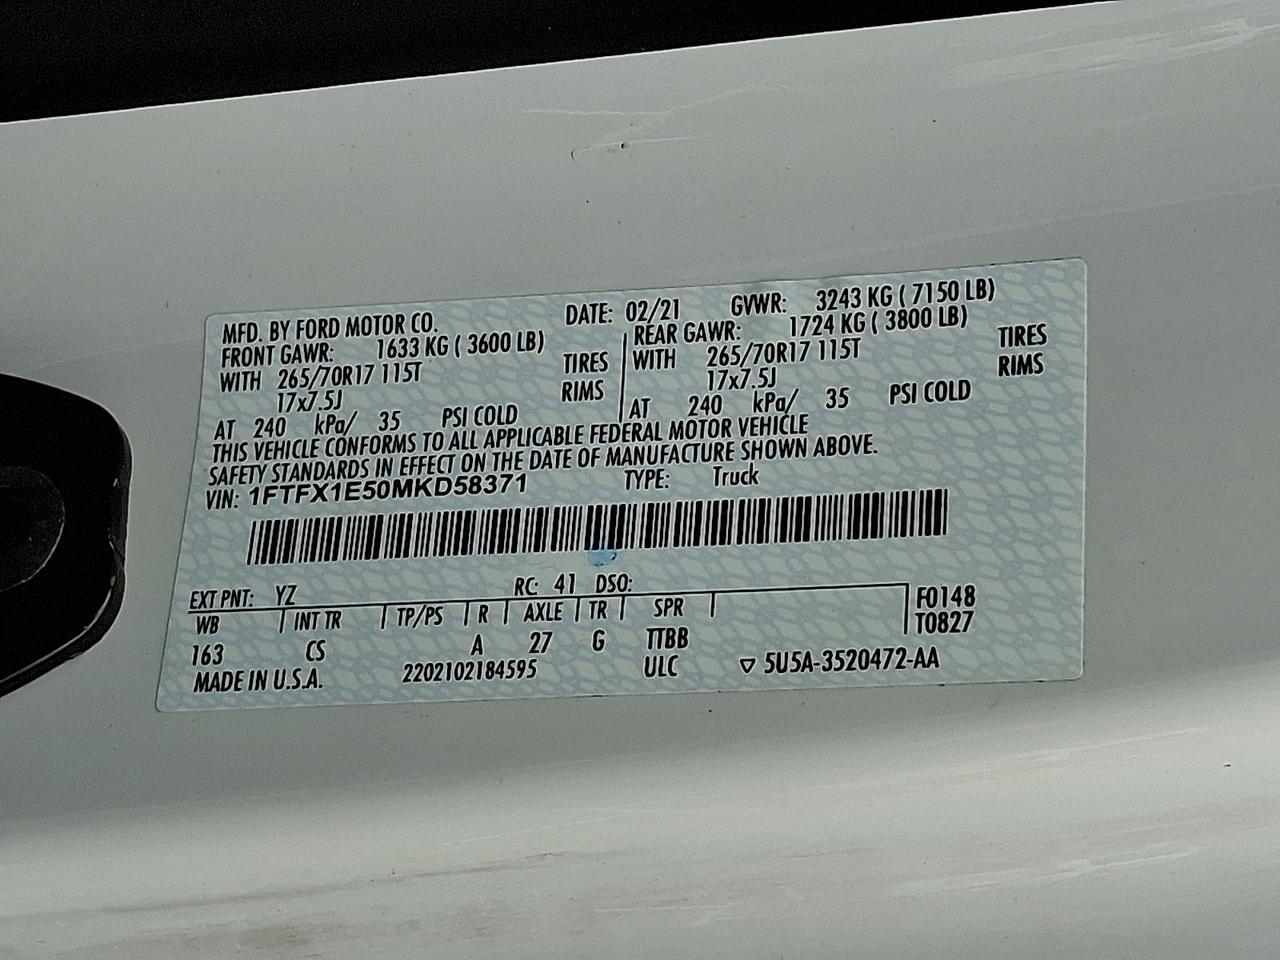 MFD. BY FORD MOTOR CO. DATE: 02/21 GVWR: 3243 KG ( 7150 LB)
FRONT GAWR: 1633 KG ( 3600 LB) REAR GAWR: 1724 KG ( 3800 LB)
WITH 265/70R17 115T TIRES WITH 265/70R17 115T TIRES
17x7.5J RIMS 17x7.5J RIMS
AT 240 kPa/ 35 PSI COLD AT 240 kPa/ 35 PSI COLD
THIS VEHICLE CONFORMS TO ALL APPLICABLE FEDERAL MOTOR VEHICLE
SAFETY STANDARDS IN EFFECT ON THE DATE OF MANUFACTURE SHOWN ABOVE.
VIN: 1FTFX1E50MKD58371 TYPE: Truck
EXT PNT: YZ RC: 41 DSO:
WB INT TR TP/PS R AXLE TR SPR F0148
163 CS A 27 G TTBB T0827
MADE IN U.S.A. 2202102184595 ULC ▽ 5U5A-3520472-AA